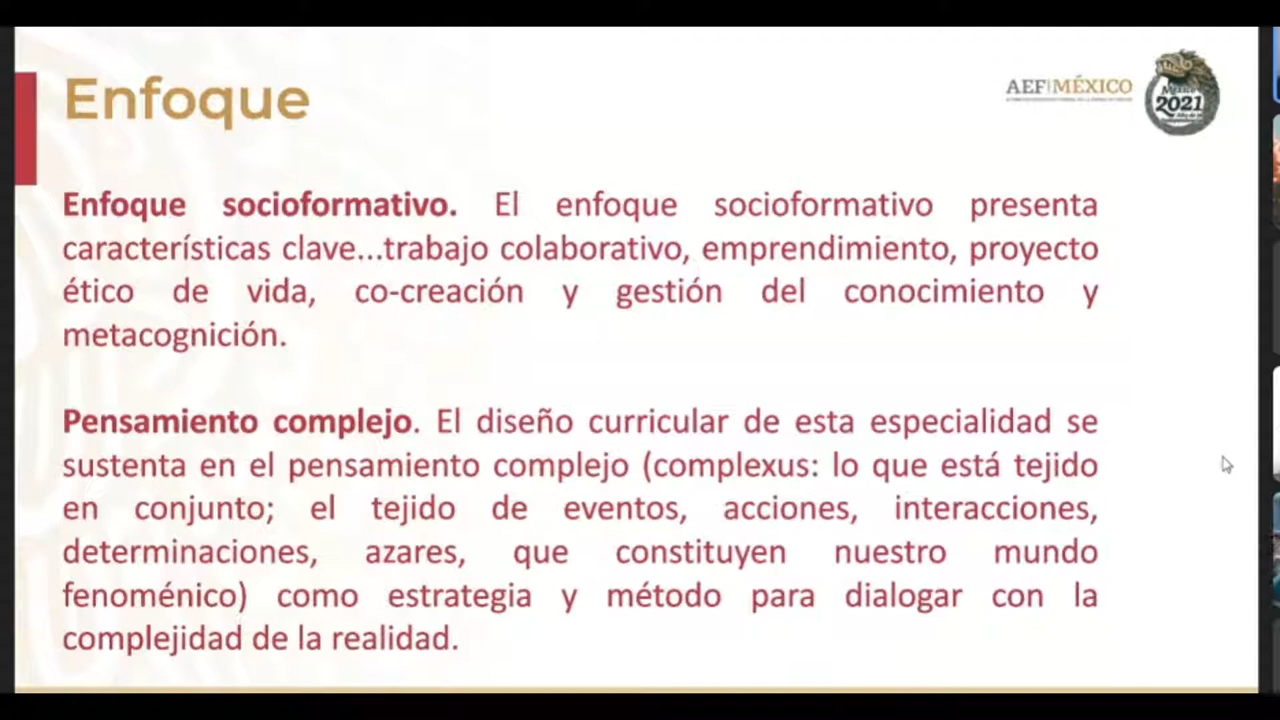 Enfoque
AEF MÉXICO
México
2021
Enfoque socioformativo. El enfoque socioformativo presenta
características clave...trabajo colaborativo, emprendimiento, proyecto
ético de vida, co-creación y gestión del conocimiento y
metacognición.
Pensamiento complejo. El diseño curricular de esta especialidad se
sustenta en el pensamiento complejo (complexus: lo que está tejido
en conjunto; el tejido de eventos, acciones, interacciones,
determinaciones, azares, que constituyen nuestro mundo
fenoménico) como estrategia y método para dialogar con la
complejidad de la realidad.